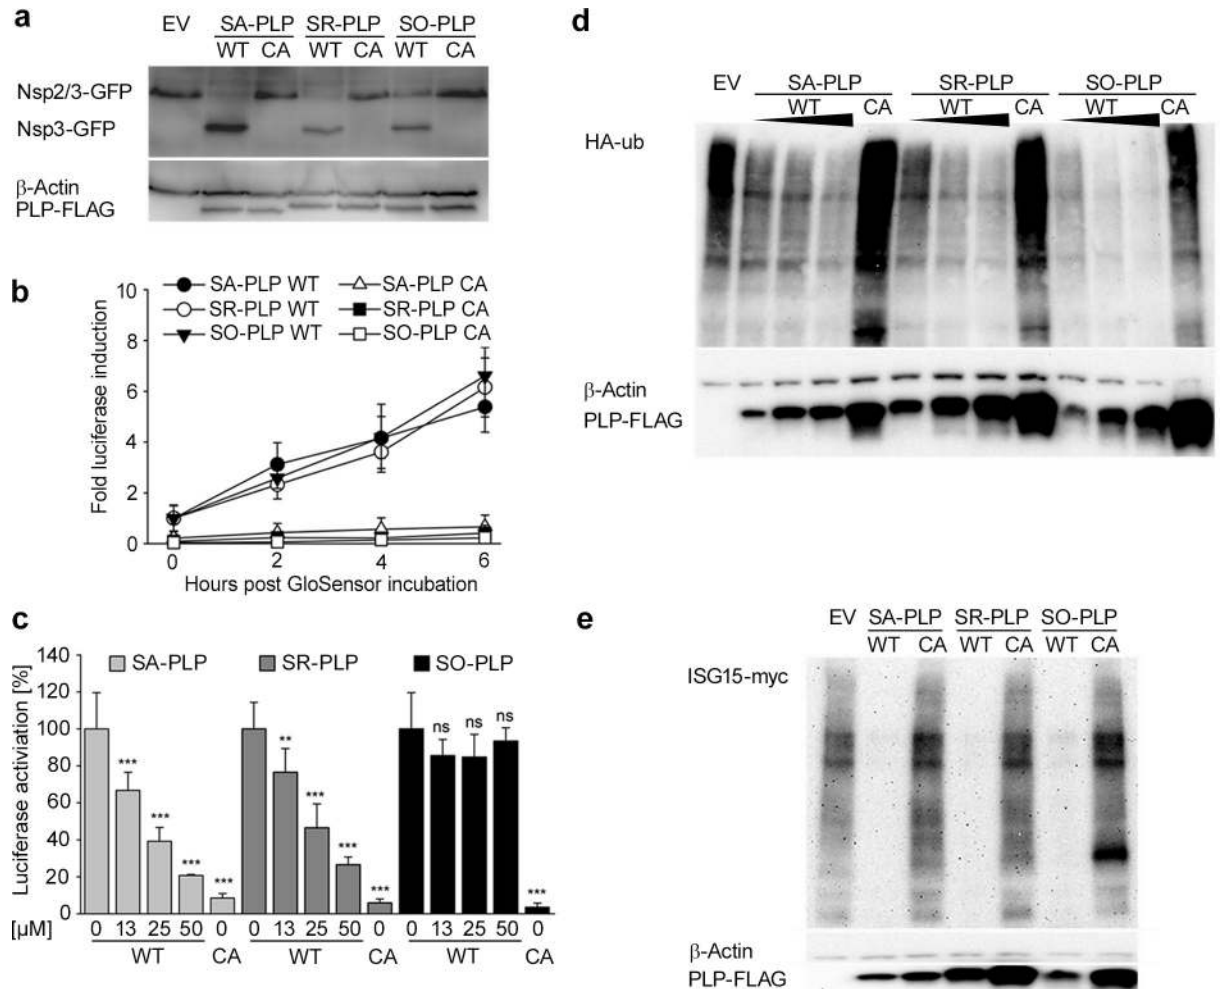 a
EV SA-PLP SR-PLP SO-PLP
WT CA WT CA WT CA
Nsp2/3-GFP
Nsp3-GFP
β-Actin
PLP-FLAG
b
SA-PLP WT SA-PLP CA
SR-PLP WT SR-PLP CA
SO-PLP WT SO-PLP CA
Fold luciferase induction
10
8
6
4
2
0
0 2 4 6
Hours post GloSensor incubation
c
SA-PLP SR-PLP SO-PLP
Luciferase activiation [%]
140
120
100
80
60
40
20
0
*** *** *** ***
** *** *** ***
ns ns ns ***
[µM] 0 13 25 50 0 0 13 25 50 0 0 13 25 50 0
WT CA WT CA WT CA
d
EV SA-PLP SR-PLP SO-PLP
WT CA WT CA WT CA
HA-ub
β-Actin
PLP-FLAG
e
EV SA-PLP SR-PLP SO-PLP
WT CA WT CA WT CA
ISG15-myc
β-Actin
PLP-FLAG